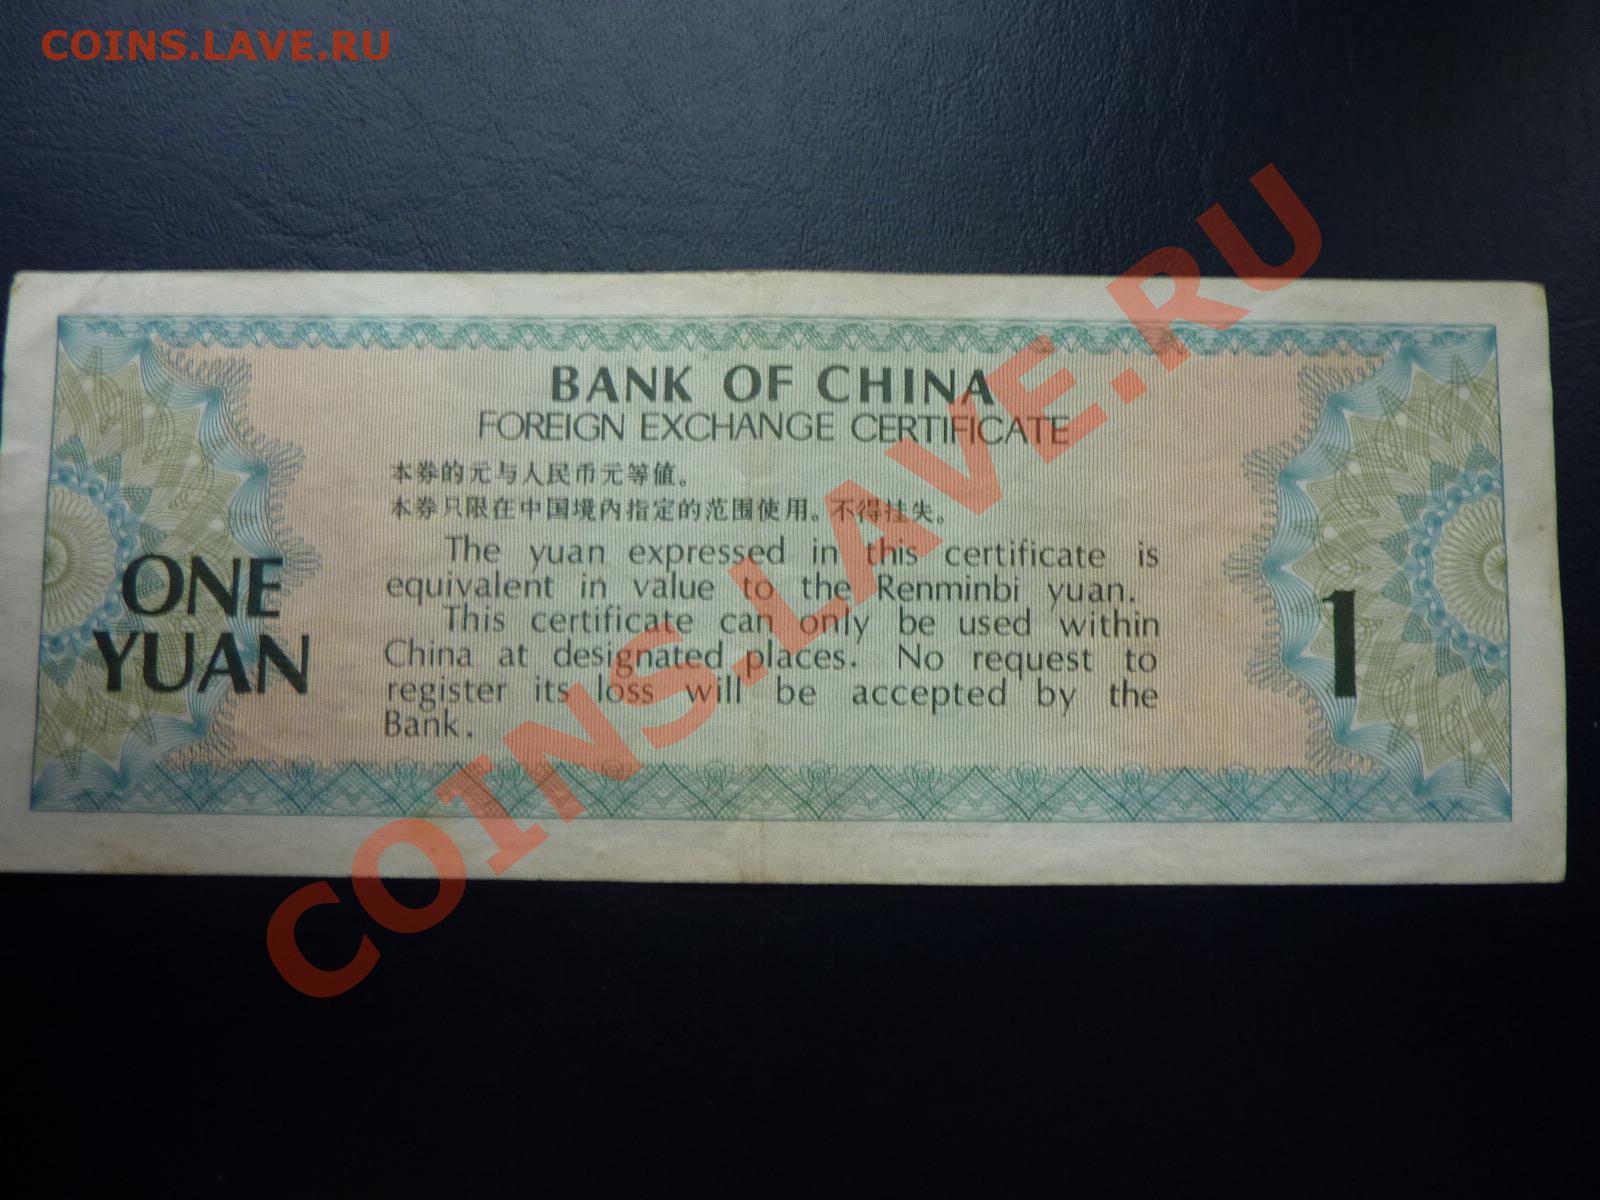 COINS.LAVE.RU
BANK OF CHINA
FOREIGN EXCHANGE CERTIFICATE
本券的元与人民币元等值。
本券只限在中国境内指定的范围使用。不得挂失。
The yuan expressed in this certificate is
equivalent in value to the Renminbi yuan.
This certificate can only be used within
China at designated places. No request to
register its loss will be accepted by the
Bank.
ONE
YUAN
1
COINS.LAVE.RU